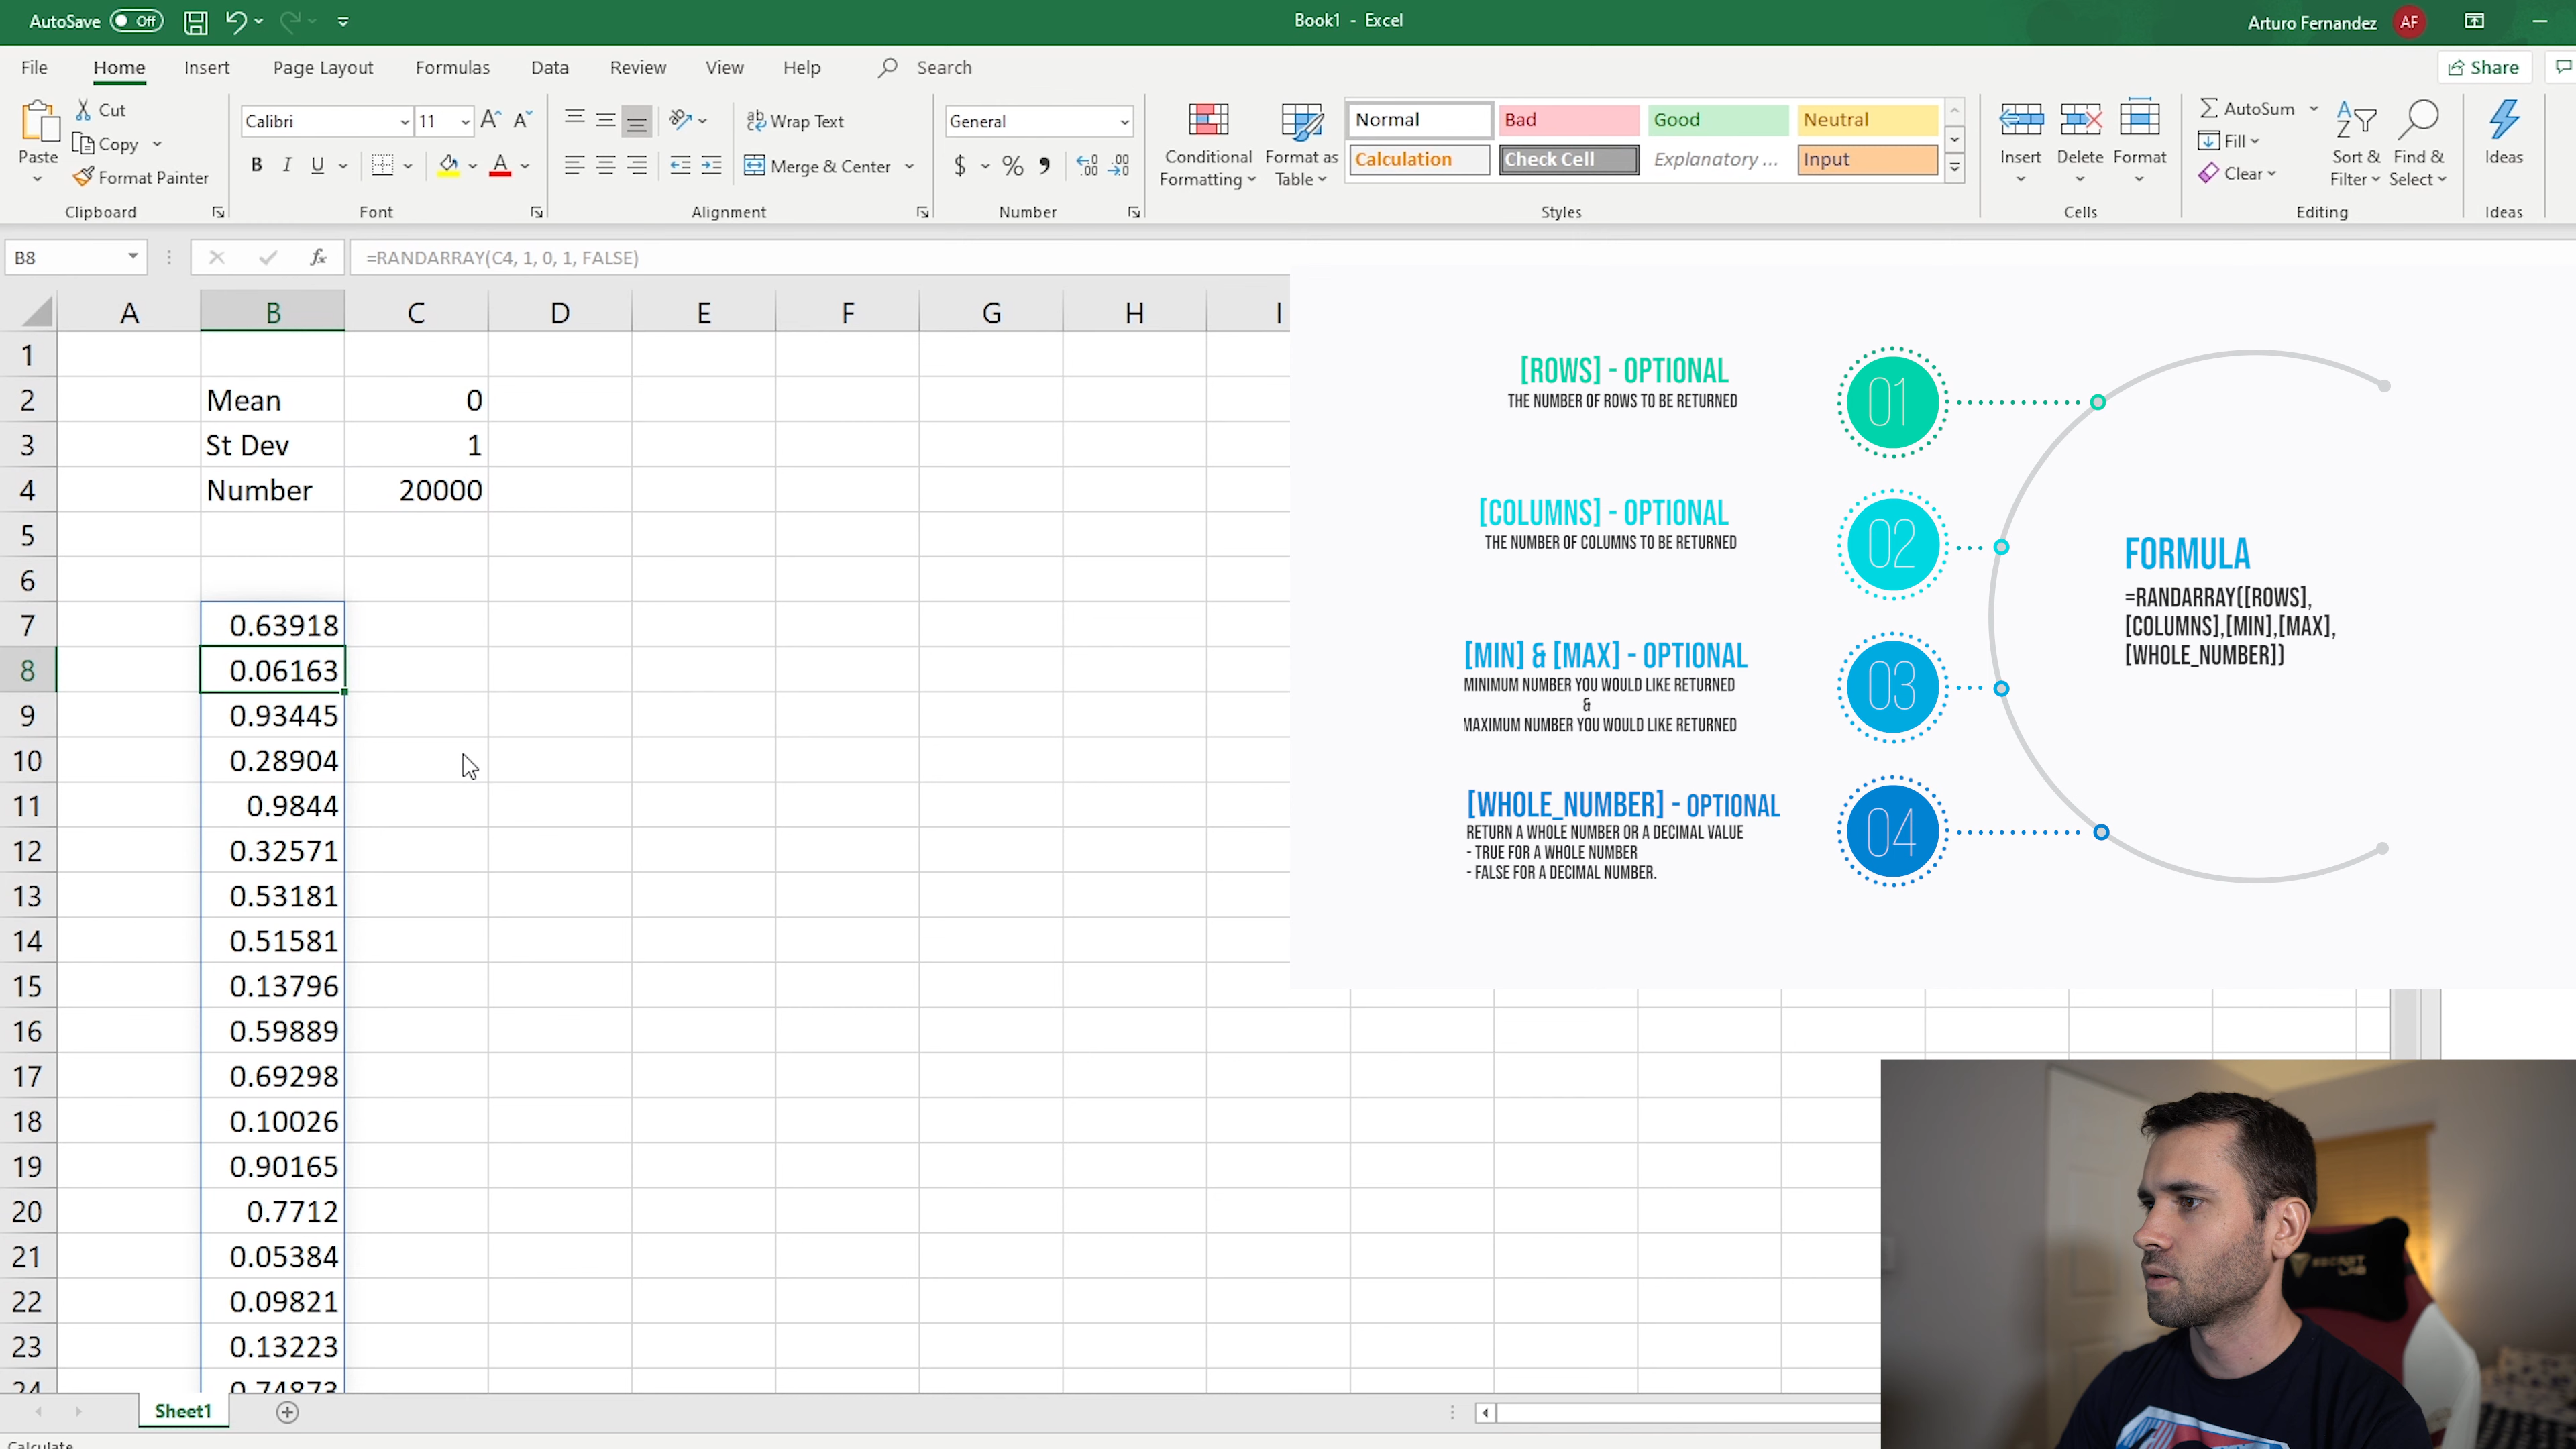 AutoSave Off
Book1 - Excel
Arturo Fernandez AF
File Home Insert Page Layout Formulas Data Review View Help Search
Share
Paste
Cut
Copy
Format Painter
Clipboard
Calibri 11
B I U
Font
Wrap Text
Merge & Center
Alignment
General
$ % ,
Number
Conditional Formatting
Format as Table
Normal Bad Good Neutral
Calculation Check Cell Explanatory ... Input
Styles
Insert Delete Format
Cells
AutoSum
Fill
Clear
Sort & Filter
Find & Select
Editing
Ideas
Ideas
B8 fx =RANDARRAY(C4, 1, 0, 1, FALSE)
A B C D E F G H I
1
2 Mean 0
3 St Dev 1
4 Number 20000
5
6
7 0.63918
8 0.06163
9 0.93445
10 0.28904
11 0.9844
12 0.32571
13 0.53181
14 0.51581
15 0.13796
16 0.59889
17 0.69298
18 0.10026
19 0.90165
20 0.7712
21 0.05384
22 0.09821
23 0.13223
24 0.74873
[ROWS] - OPTIONAL
THE NUMBER OF ROWS TO BE RETURNED
01
[COLUMNS] - OPTIONAL
THE NUMBER OF COLUMNS TO BE RETURNED
02
[MIN] & [MAX] - OPTIONAL
MINIMUM NUMBER YOU WOULD LIKE RETURNED
&
MAXIMUM NUMBER YOU WOULD LIKE RETURNED
03
[WHOLE_NUMBER] - OPTIONAL
RETURN A WHOLE NUMBER OR A DECIMAL VALUE
- TRUE FOR A WHOLE NUMBER
- FALSE FOR A DECIMAL NUMBER.
04
FORMULA
=RANDARRAY([ROWS],
[COLUMNS],[MIN],[MAX],
[WHOLE_NUMBER])
Sheet1
Calculate